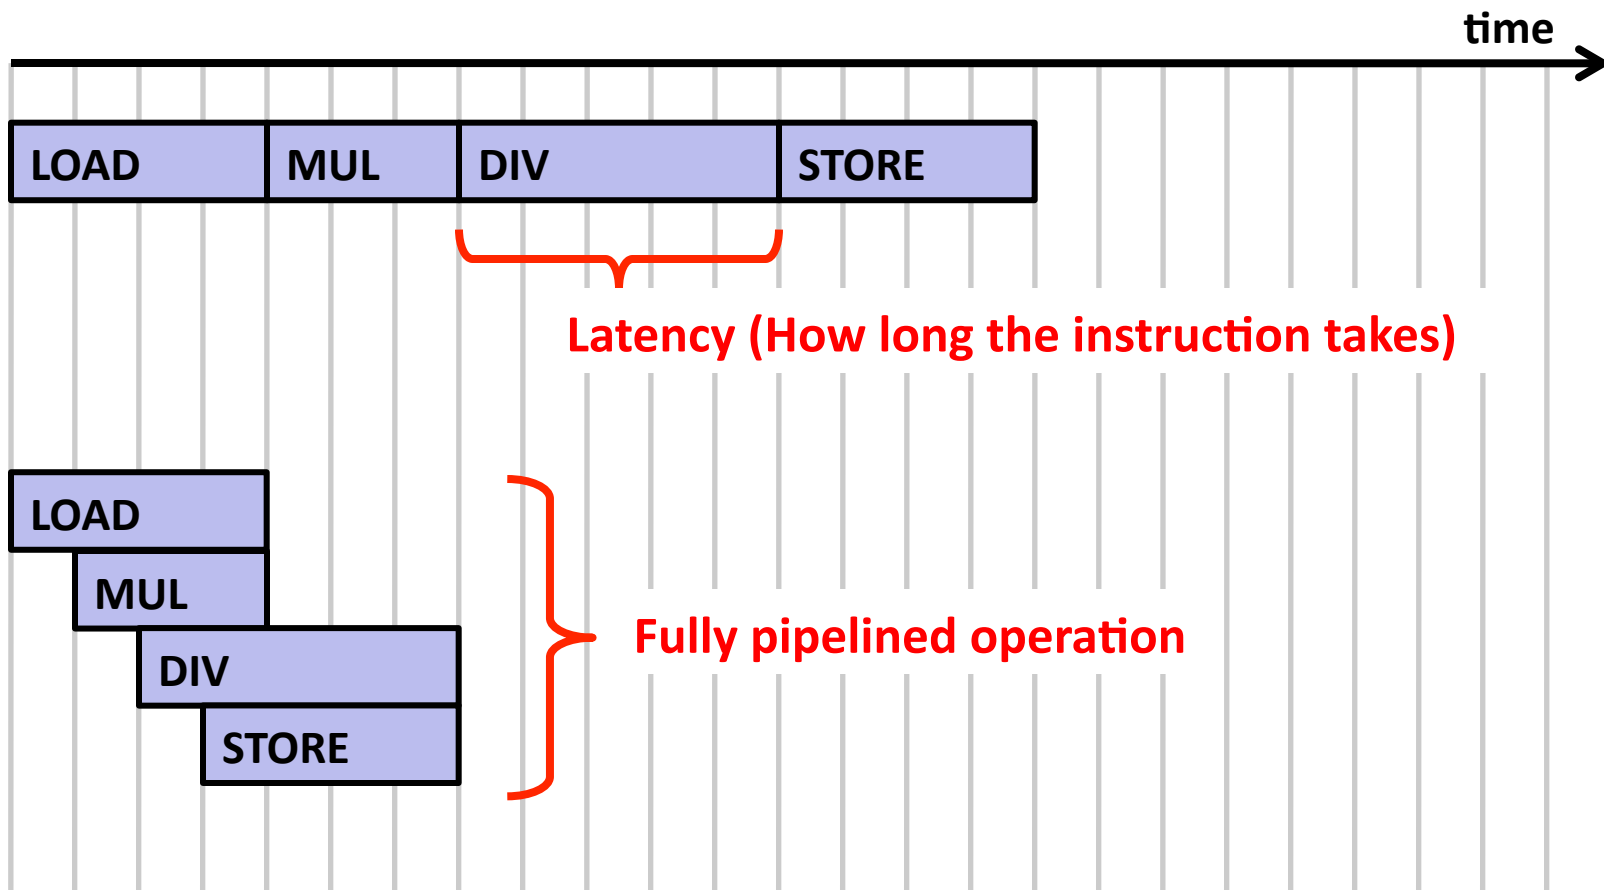 time
LOAD MUL DIV STORE
Latency (How long the instruction takes)
LOAD
MUL
Fully pipelined operation
DIV
STORE